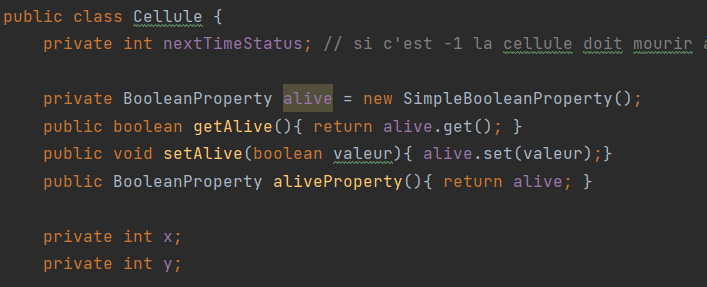 public class Cellule {
private int nextTimeStatus; // si c'est -1 la cellule doit mourir
private BooleanProperty alive = new SimpleBooleanProperty();
public boolean getAlive(){ return alive.get(); }
public void setAlive(boolean valeur){ alive.set(valeur);}
public BooleanProperty aliveProperty(){ return alive; }
private int x;
private int y;